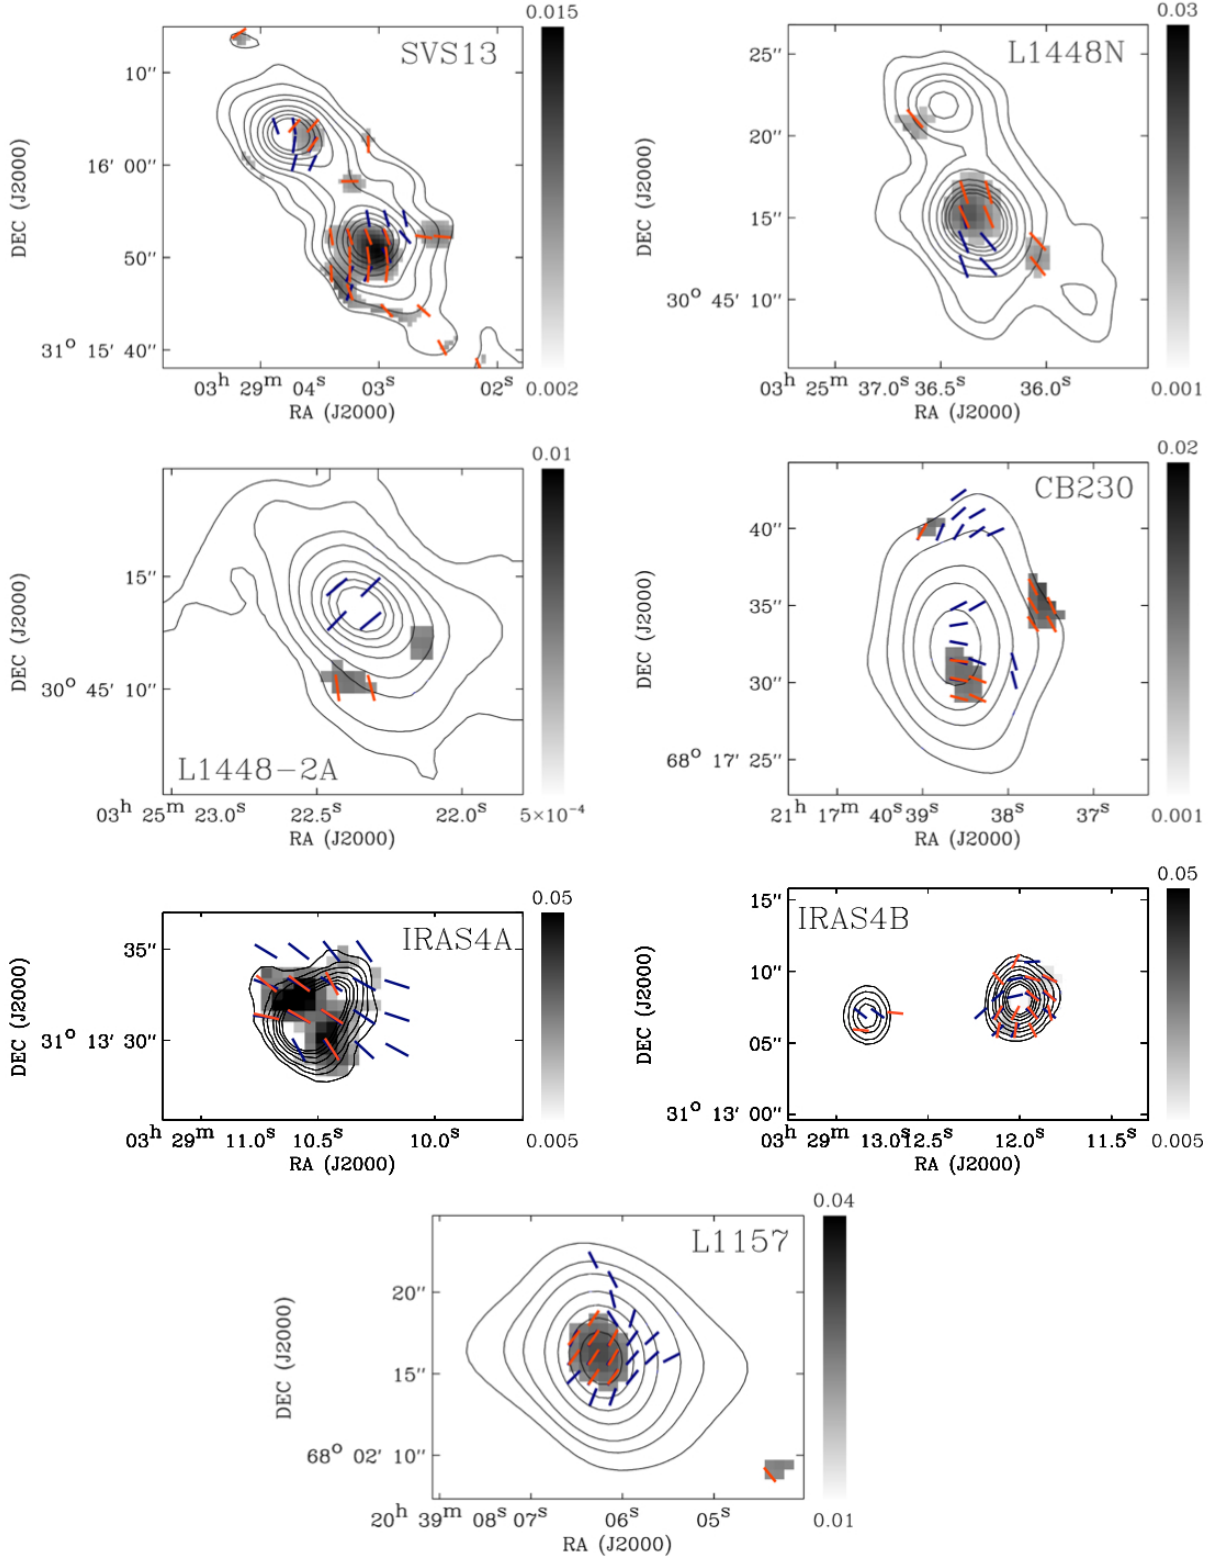 0.015
SVS13
10″
16′ 00″
50″
31° 15′ 40″
DEC (J2000)
03ʰ 29ᵐ 04ˢ 03ˢ 02ˢ
0.002
RA (J2000)
0.03
L1448N
25″
20″
15″
30° 45′ 10″
DEC (J2000)
03ʰ 25ᵐ 37.0ˢ 36.5ˢ 36.0ˢ
0.001
RA (J2000)
0.01
15″
30° 45′ 10″
DEC (J2000)
L1448−2A
03ʰ 25ᵐ 23.0ˢ 22.5ˢ 22.0ˢ
5×10⁻⁴
RA (J2000)
0.02
CB230
40″
35″
30″
68° 17′ 25″
DEC (J2000)
21ʰ 17ᵐ 40ˢ 39ˢ 38ˢ 37ˢ
0.001
RA (J2000)
0.05
IRAS4A
35″
31° 13′ 30″
DEC (J2000)
03ʰ 29ᵐ 11.0ˢ 10.5ˢ 10.0ˢ
0.005
RA (J2000)
0.05
IRAS4B
15″
10″
05″
31° 13′ 00″
DEC (J2000)
03ʰ 29ᵐ 13.0ˢ 12.5ˢ 12.0ˢ 11.5ˢ
0.005
RA (J2000)
0.04
L1157
20″
15″
68° 02′ 10″
DEC (J2000)
20ʰ 39ᵐ 08ˢ 07ˢ 06ˢ 05ˢ
0.01
RA (J2000)